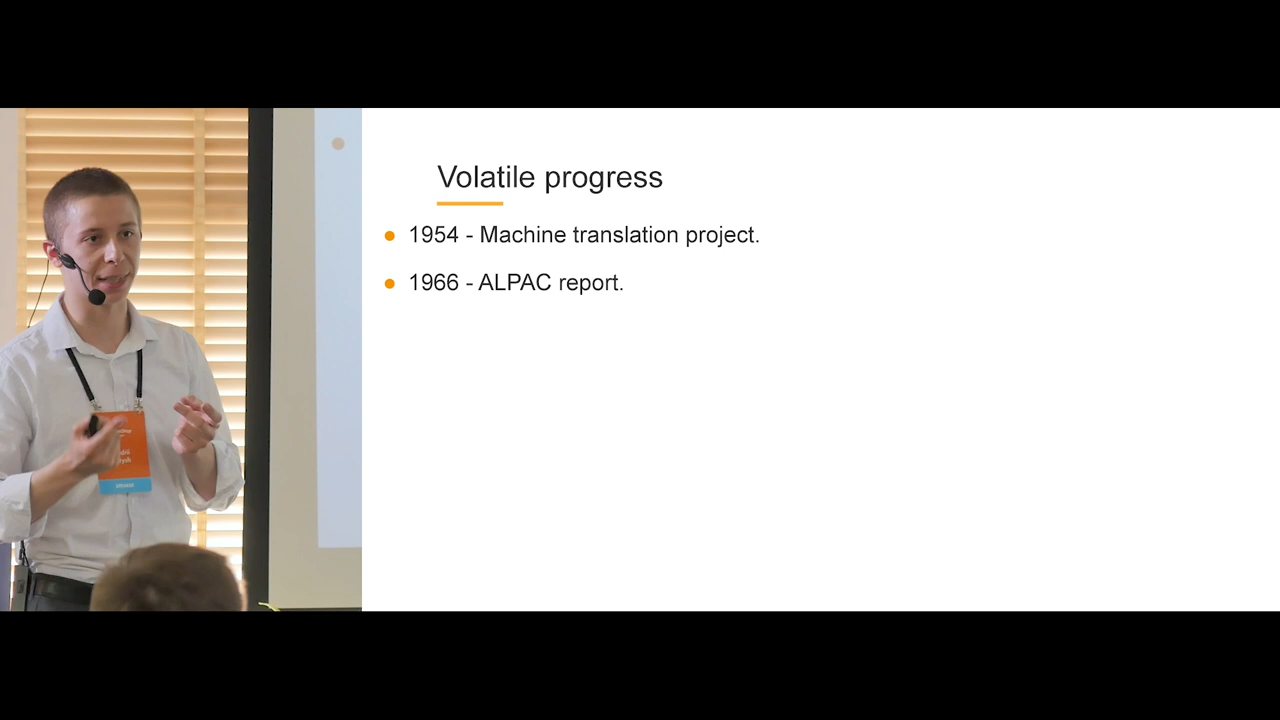 Volatile progress
1954 - Machine translation project.
1966 - ALPAC report.